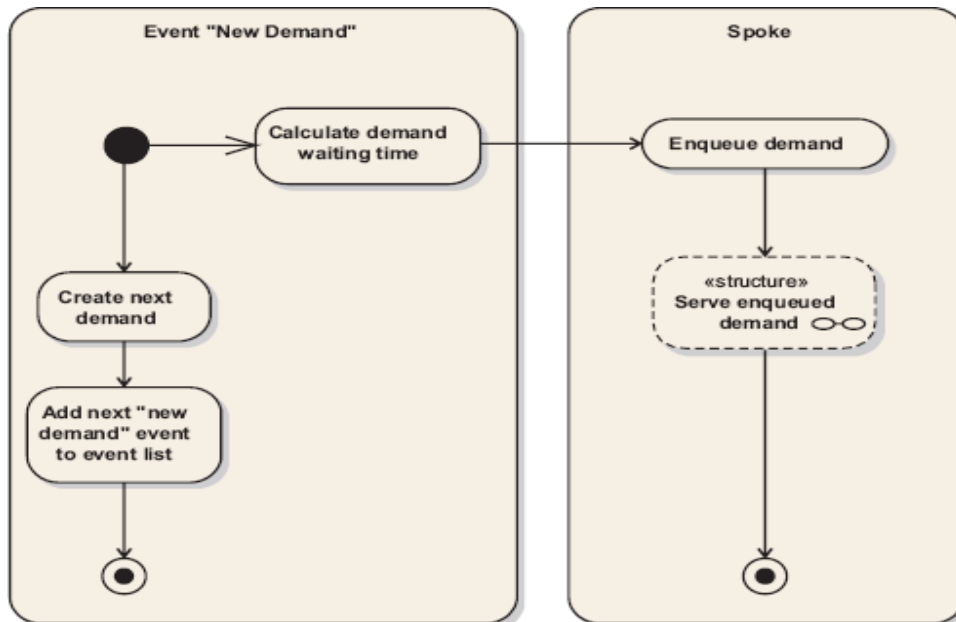 Event "New Demand"
Calculate demand
waiting time
Create next
demand
Add next "new
demand" event
to event list
Spoke
Enqueue demand
«structure»
Serve enqueued
demand